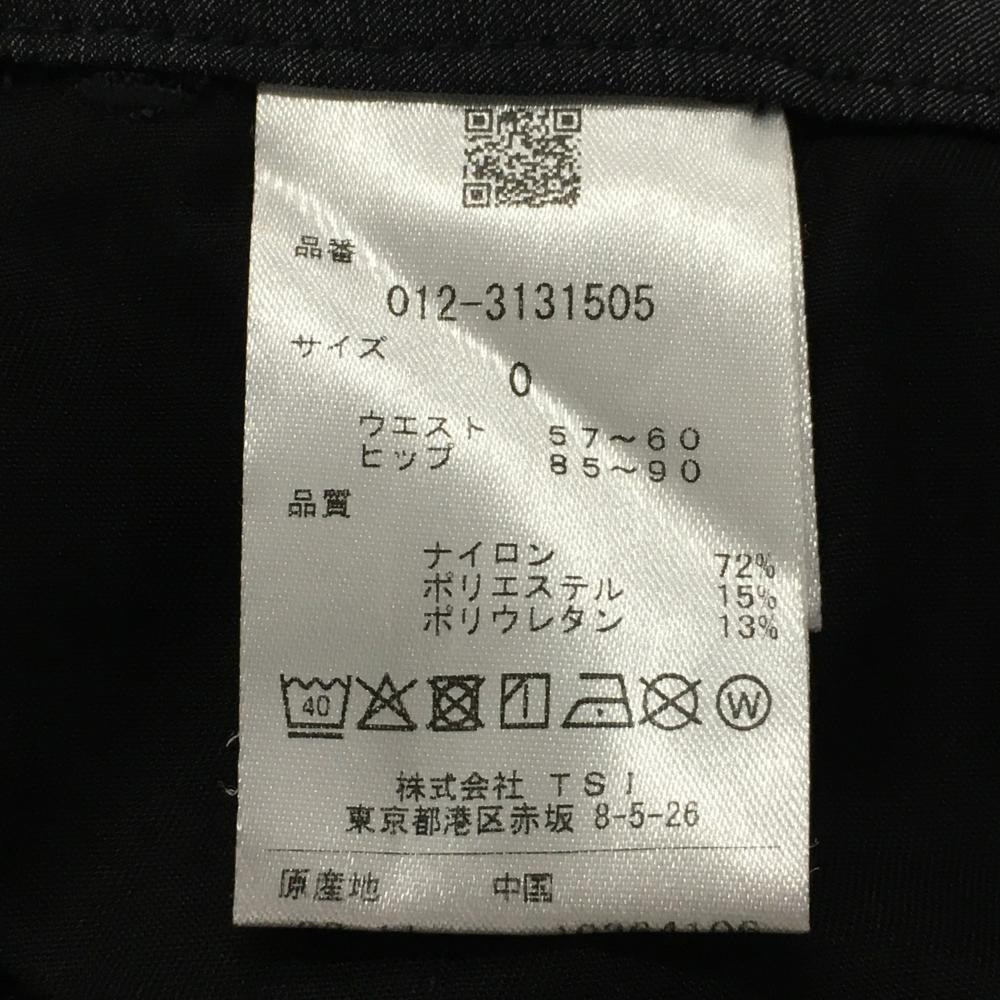 品番
012-3131505
サイズ
0
ウエスト 57～60
ヒップ 85～90
品質
ナイロン 72%
ポリエステル 15%
ポリウレタン 13%
40
W
株式会社 TSI
東京都港区赤坂 8-5-26
原産地 中国